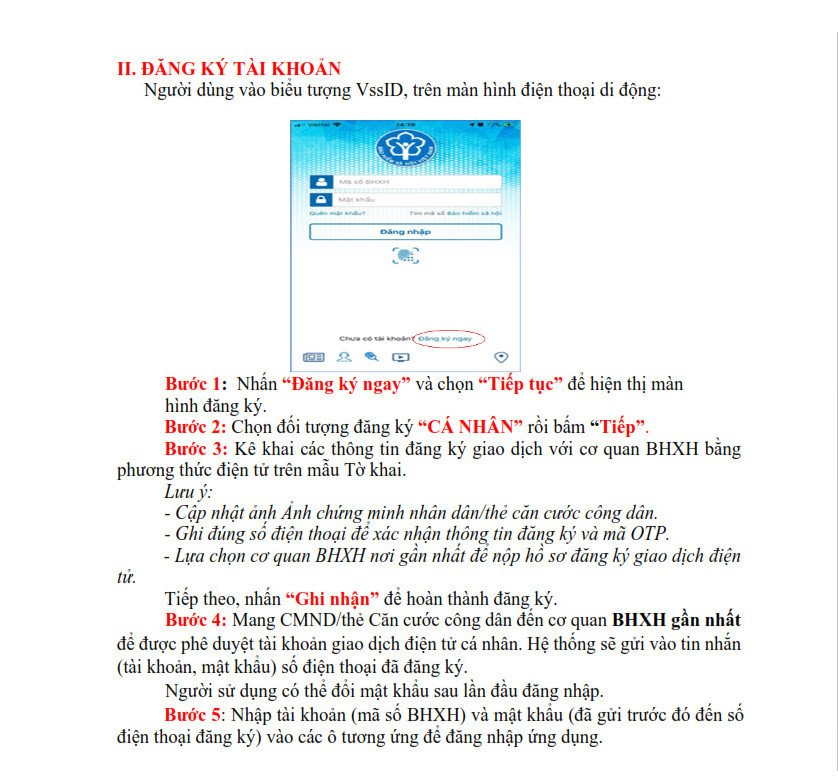 II. ĐĂNG KÝ TÀI KHOẢN
Người dùng vào biểu tượng VssID, trên màn hình điện thoại di động:
Viettel 14:19
BẢO HIỂM XÃ HỘI VIỆT NAM
Mã số BHXH
Mật khẩu
Quên mật khẩu? Tìm mã số Bảo hiểm xã hội
Đăng nhập
Chưa có tài khoản? Đăng ký ngay
Bước 1: Nhấn “Đăng ký ngay” và chọn “Tiếp tục” để hiện thị màn
hình đăng ký.
Bước 2: Chọn đối tượng đăng ký “CÁ NHÂN” rồi bấm “Tiếp”.
Bước 3: Kê khai các thông tin đăng ký giao dịch với cơ quan BHXH bằng
phương thức điện tử trên mẫu Tờ khai.
Lưu ý:
- Cập nhật ảnh Ảnh chứng minh nhân dân/thẻ căn cước công dân.
- Ghi đúng số điện thoại để xác nhận thông tin đăng ký và mã OTP.
- Lựa chọn cơ quan BHXH nơi gần nhất để nộp hồ sơ đăng ký giao dịch điện
tử.
Tiếp theo, nhấn “Ghi nhận” để hoàn thành đăng ký.
Bước 4: Mang CMND/thẻ Căn cước công dân đến cơ quan BHXH gần nhất
để được phê duyệt tài khoản giao dịch điện tử cá nhân. Hệ thống sẽ gửi vào tin nhắn
(tài khoản, mật khẩu) số điện thoại đã đăng ký.
Người sử dụng có thể đổi mật khẩu sau lần đầu đăng nhập.
Bước 5: Nhập tài khoản (mã số BHXH) và mật khẩu (đã gửi trước đó đến số
điện thoại đăng ký) vào các ô tương ứng để đăng nhập ứng dụng.